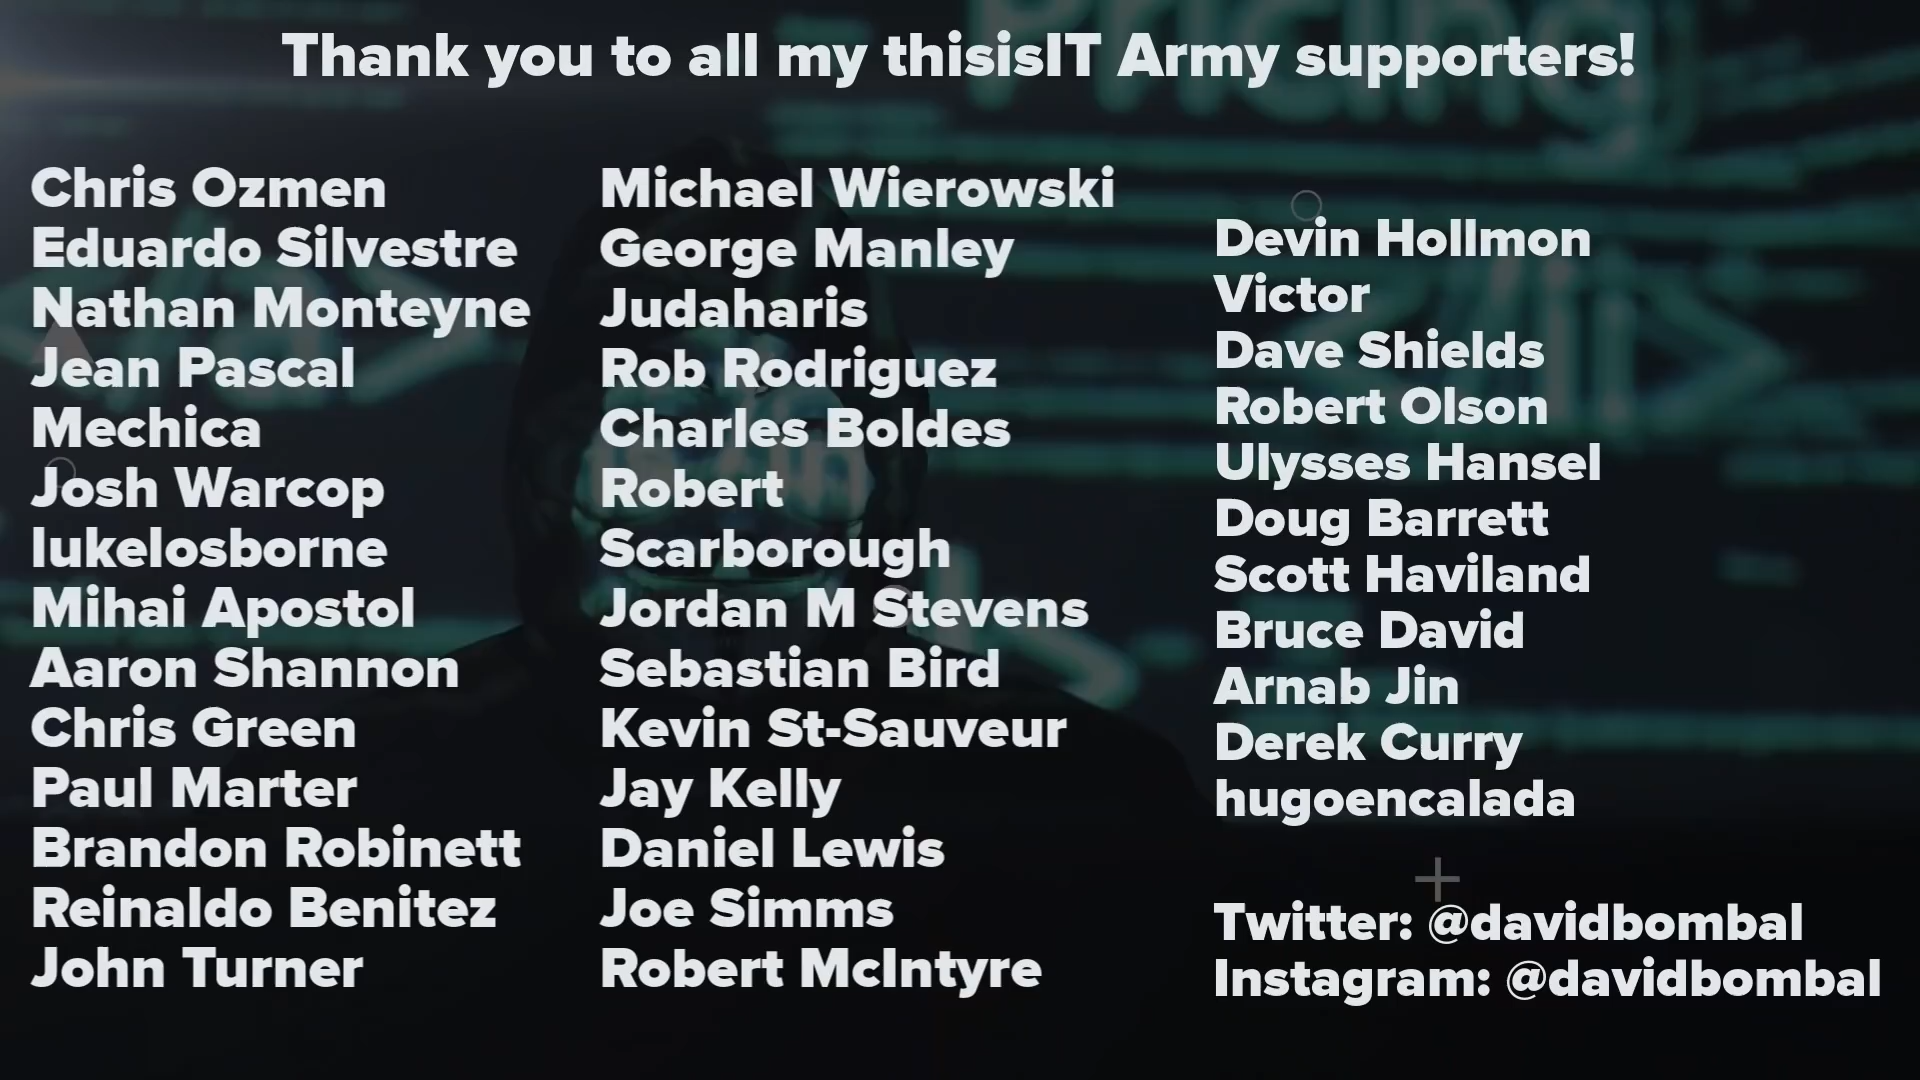 Thank you to all my thisisIT Army supporters!
Chris Ozmen
Eduardo Silvestre
Nathan Monteyne
Jean Pascal
Mechica
Josh Warcop
lukelosborne
Mihai Apostol
Aaron Shannon
Chris Green
Paul Marter
Brandon Robinett
Reinaldo Benitez
John Turner
Michael Wierowski
George Manley
Judaharis
Rob Rodriguez
Charles Boldes
Robert
Scarborough
Jordan M Stevens
Sebastian Bird
Kevin St-Sauveur
Jay Kelly
Daniel Lewis
Joe Simms
Robert McIntyre
Devin Hollmon
Victor
Dave Shields
Robert Olson
Ulysses Hansel
Doug Barrett
Scott Haviland
Bruce David
Arnab Jin
Derek Curry
hugoencalada
Twitter: @davidbombal
Instagram: @davidbombal
Pricing